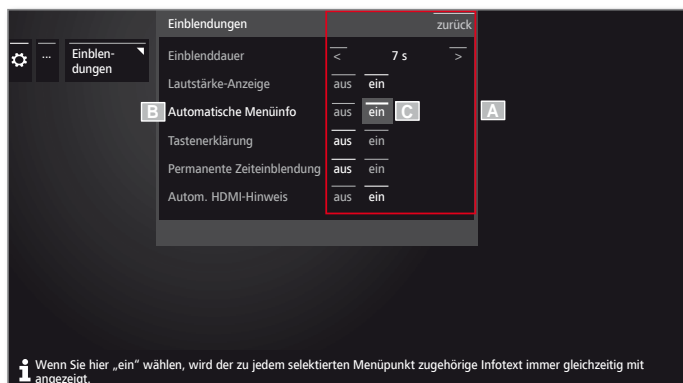 Einblendungen
zurück
...
Einblen-
dungen
Einblenddauer < 7 s >
Lautstärke-Anzeige aus ein
B Automatische Menüinfo aus ein C A
Tastenerklärung aus ein
Permanente Zeiteinblendung aus ein
Autom. HDMI-Hinweis aus ein
Wenn Sie hier „ein“ wählen, wird der zu jedem selektierten Menüpunkt zugehörige Infotext immer gleichzeitig mit
angezeigt.